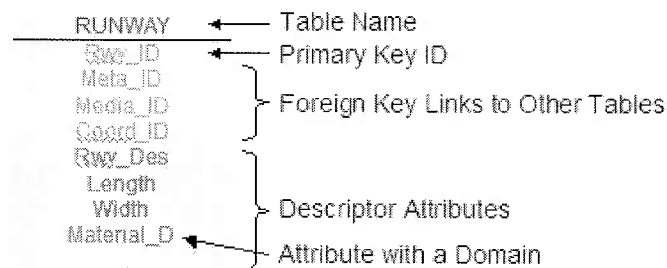 RUNWAY Table Name
Rwy_ID Primary Key ID
Meta_ID
Media_ID Foreign Key Links to Other Tables
Coord_ID
Rwy_Des
Length
Width Descriptor Attributes
Material_D
Attribute with a Domain